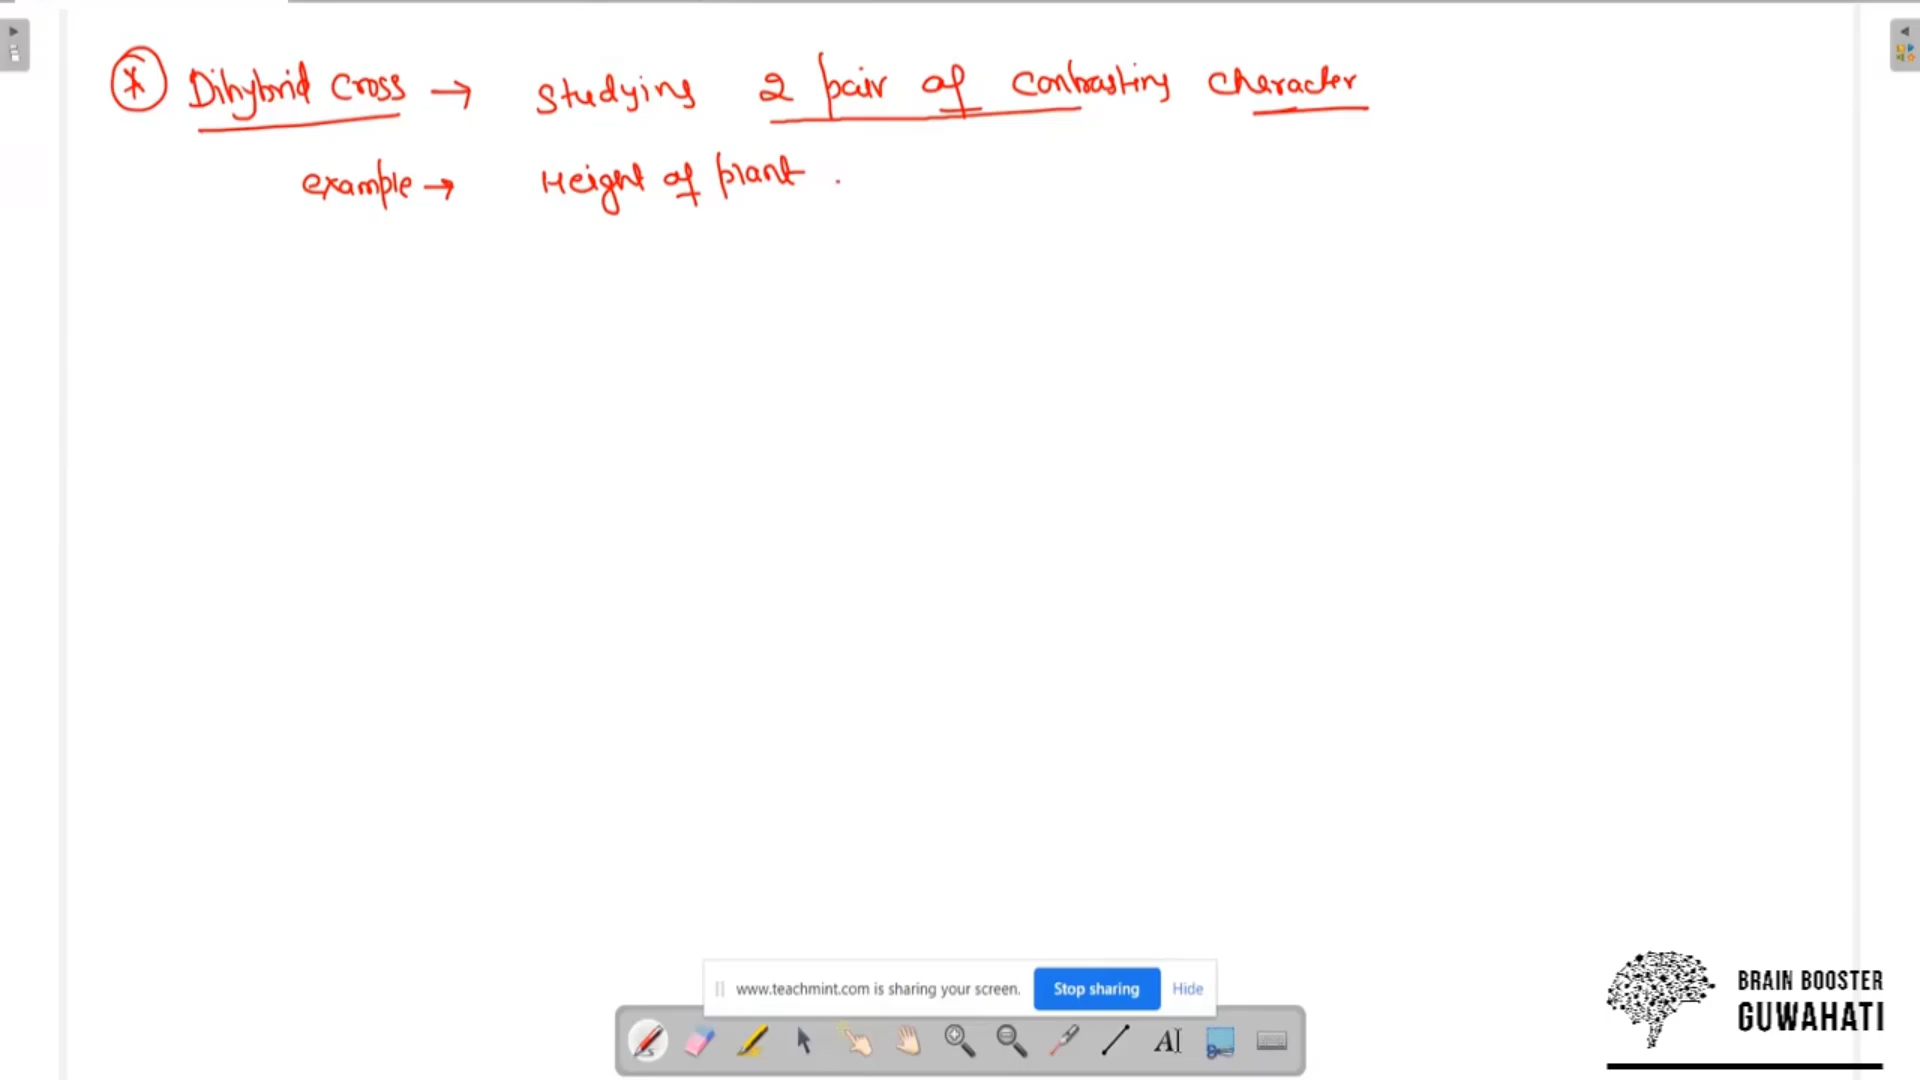 * Dihybrid Cross → Studying 2 pair of contrasting character
example → Height of plant .
www.teachmint.com is sharing your screen. Stop sharing Hide
AI
BRAIN BOOSTER
GUWAHATI